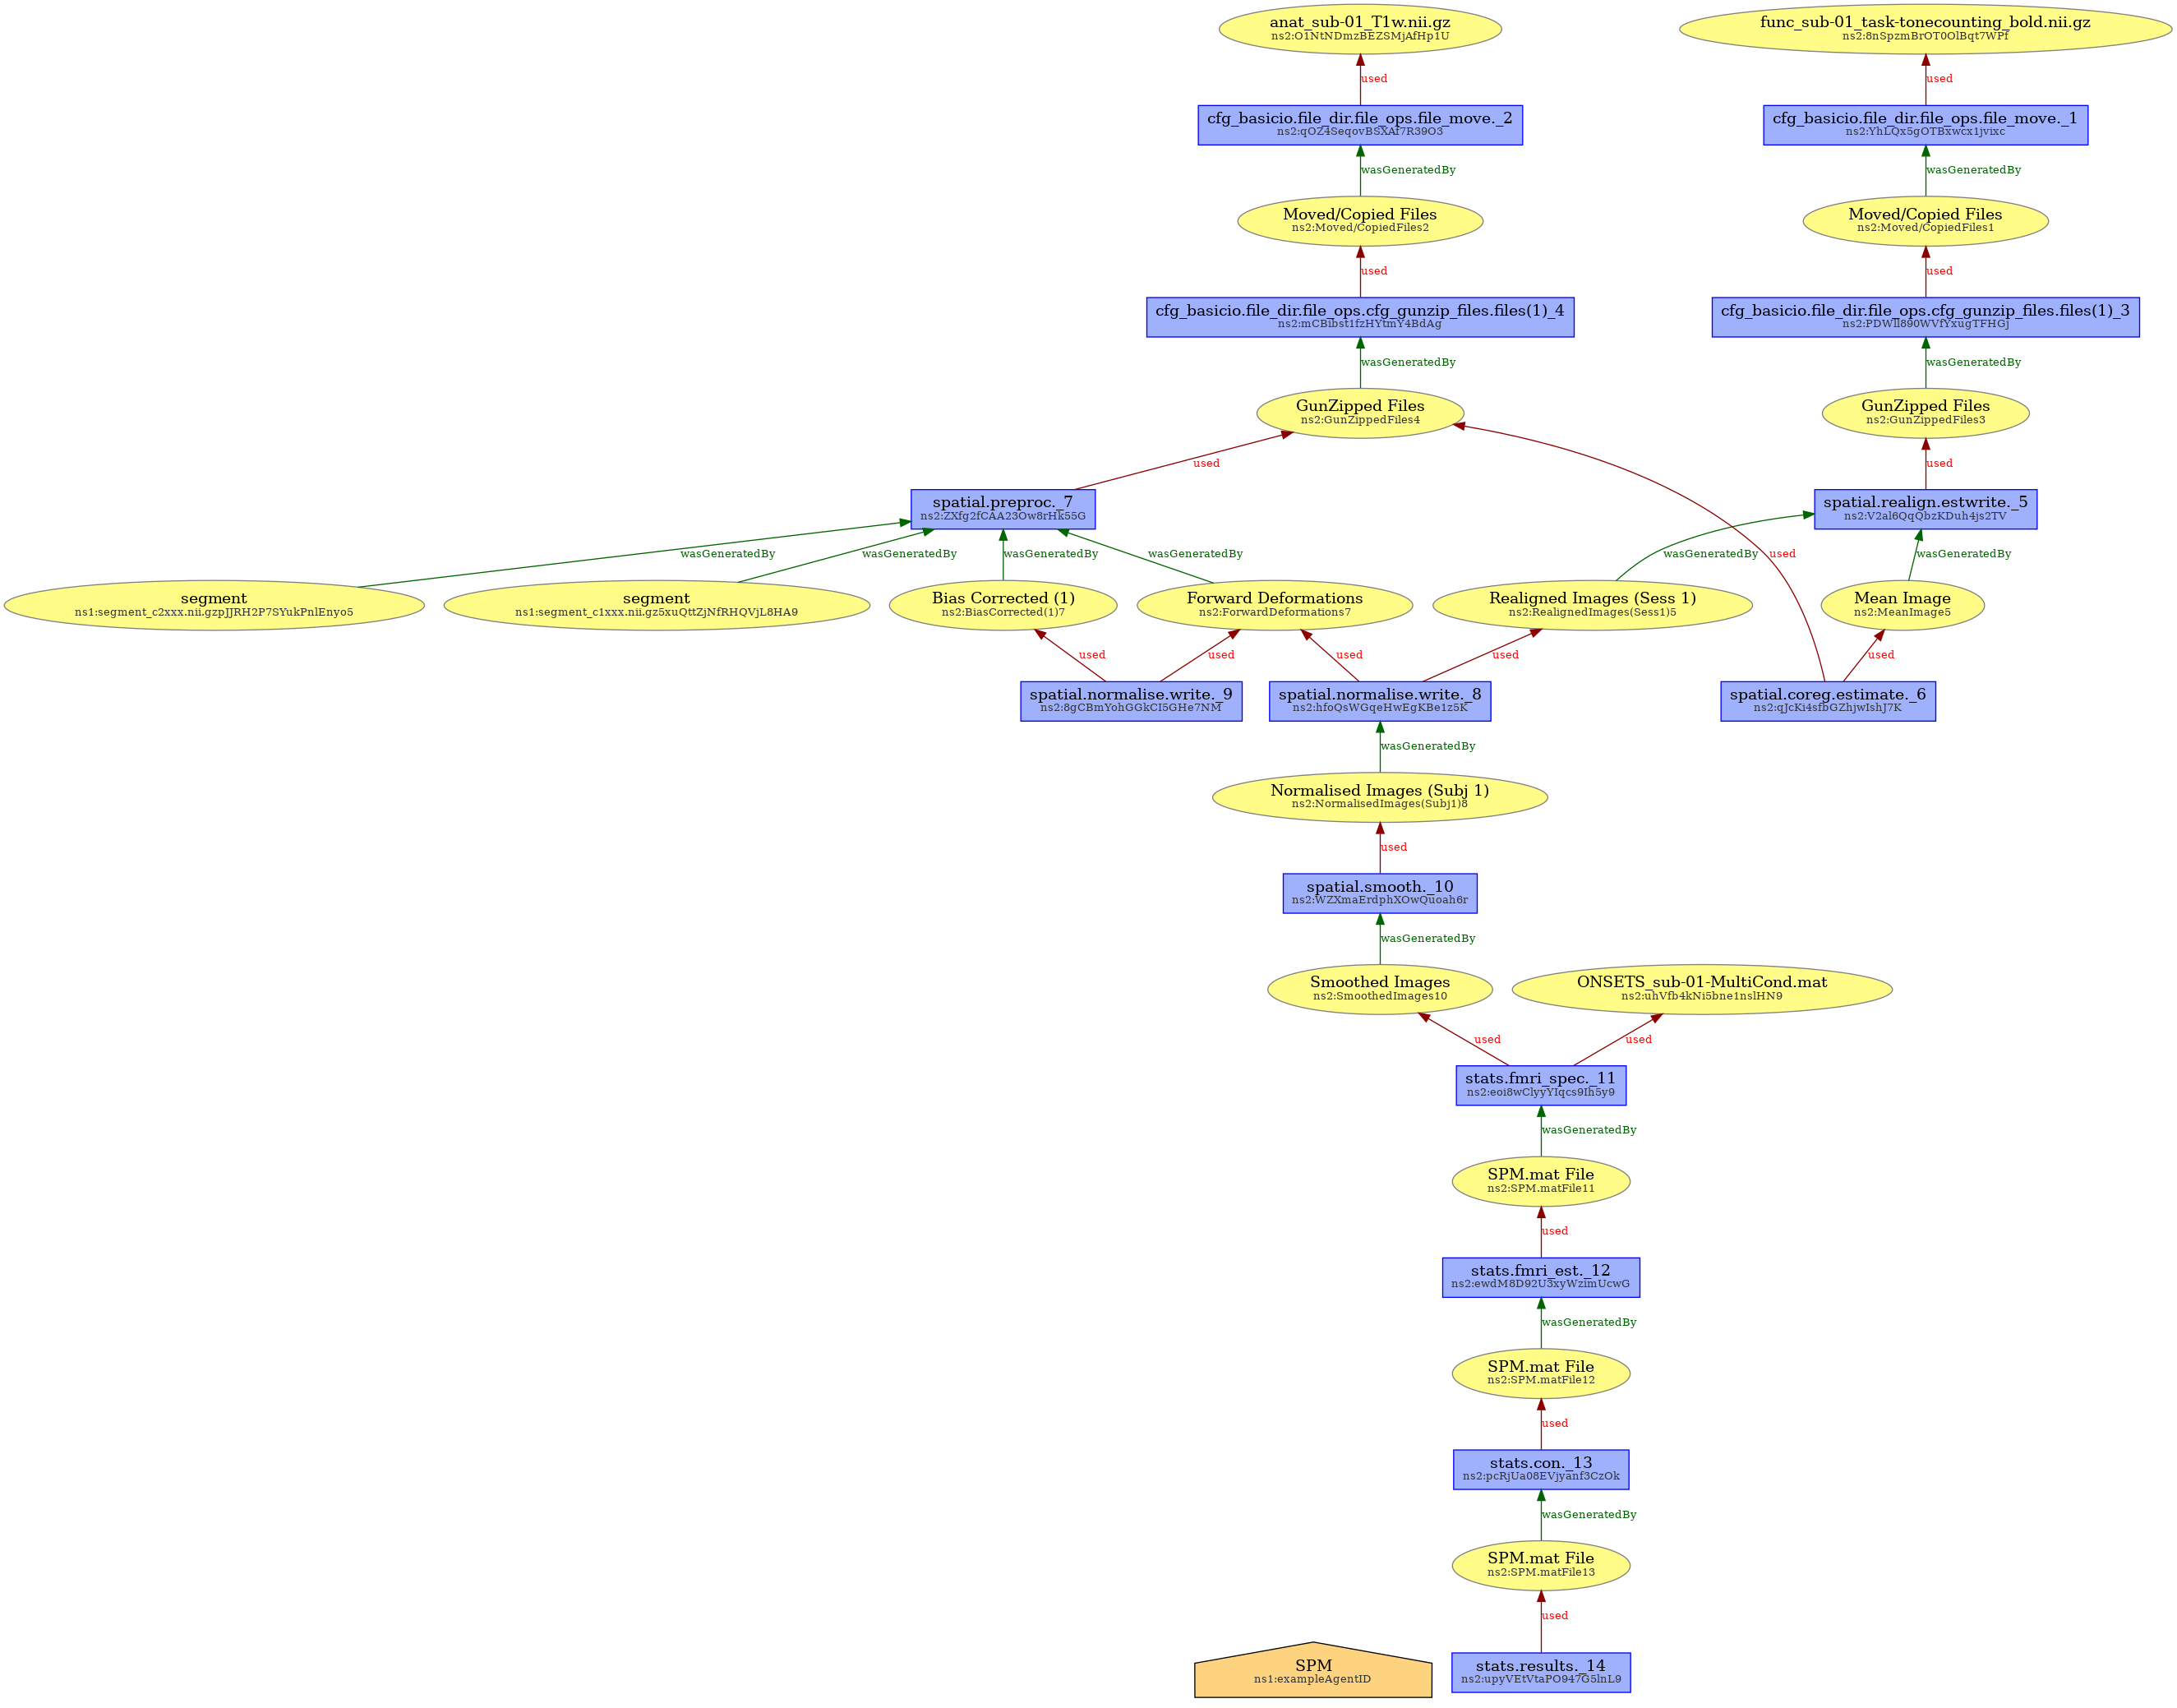 anat_sub-01_T1w.nii.gz
ns2:O1NtNDmzBEZSMjAfHp1U
func_sub-01_task-tonecounting_bold.nii.gz
ns2:8nSpzmBrOT0OlBqt7WPf
used
used
cfg_basicio.file_dir.file_ops.file_move._2
ns2:qOZ4SeqovBSXAf7R39O3
cfg_basicio.file_dir.file_ops.file_move._1
ns2:YhLQx5gOTBxwcx1jvixc
wasGeneratedBy
wasGeneratedBy
Moved/Copied Files
ns2:Moved/CopiedFiles2
Moved/Copied Files
ns2:Moved/CopiedFiles1
used
used
cfg_basicio.file_dir.file_ops.cfg_gunzip_files.files(1)_4
ns2:mCBibst1fzHYtmY4BdAg
cfg_basicio.file_dir.file_ops.cfg_gunzip_files.files(1)_3
ns2:PDWll890WVfYxugTFHGj
wasGeneratedBy
wasGeneratedBy
GunZipped Files
ns2:GunZippedFiles4
GunZipped Files
ns2:GunZippedFiles3
used
used
spatial.preproc._7
ns2:ZXfg2fCAA23Ow8rHk55G
spatial.realign.estwrite._5
ns2:V2al6QqQbzKDuh4js2TV
wasGeneratedBy
wasGeneratedBy
wasGeneratedBy
wasGeneratedBy
wasGeneratedBy
used
wasGeneratedBy
segment
ns1:segment_c2xxx.nii.gzpJJRH2P7SYukPnlEnyo5
segment
ns1:segment_c1xxx.nii.gz5xuQttZjNfRHQVjL8HA9
Bias Corrected (1)
ns2:BiasCorrected(1)7
Forward Deformations
ns2:ForwardDeformations7
Realigned Images (Sess 1)
ns2:RealignedImages(Sess1)5
Mean Image
ns2:MeanImage5
used
used
used
used
used
spatial.normalise.write._9
ns2:8gCBmYohGGkCI5GHe7NM
spatial.normalise.write._8
ns2:hfoQsWGqeHwEgKBe1z5K
spatial.coreg.estimate._6
ns2:qJcKi4sfbGZhjwIshJ7K
wasGeneratedBy
Normalised Images (Subj 1)
ns2:NormalisedImages(Subj1)8
used
spatial.smooth._10
ns2:WZXmaErdphXOwQuoah6r
wasGeneratedBy
Smoothed Images
ns2:SmoothedImages10
ONSETS_sub-01-MultiCond.mat
ns2:uhVfb4kNi5bne1nslHN9
used
used
stats.fmri_spec._11
ns2:eoi8wClyyYIqcs9Ih5y9
wasGeneratedBy
SPM.mat File
ns2:SPM.matFile11
used
stats.fmri_est._12
ns2:ewdM8D92U3xyWzimUcwG
wasGeneratedBy
SPM.mat File
ns2:SPM.matFile12
used
stats.con._13
ns2:pcRjUa08EVjyanf3CzOk
wasGeneratedBy
SPM.mat File
ns2:SPM.matFile13
used
SPM
ns1:exampleAgentID
stats.results._14
ns2:upyVEtVtaPO947G5lnL9